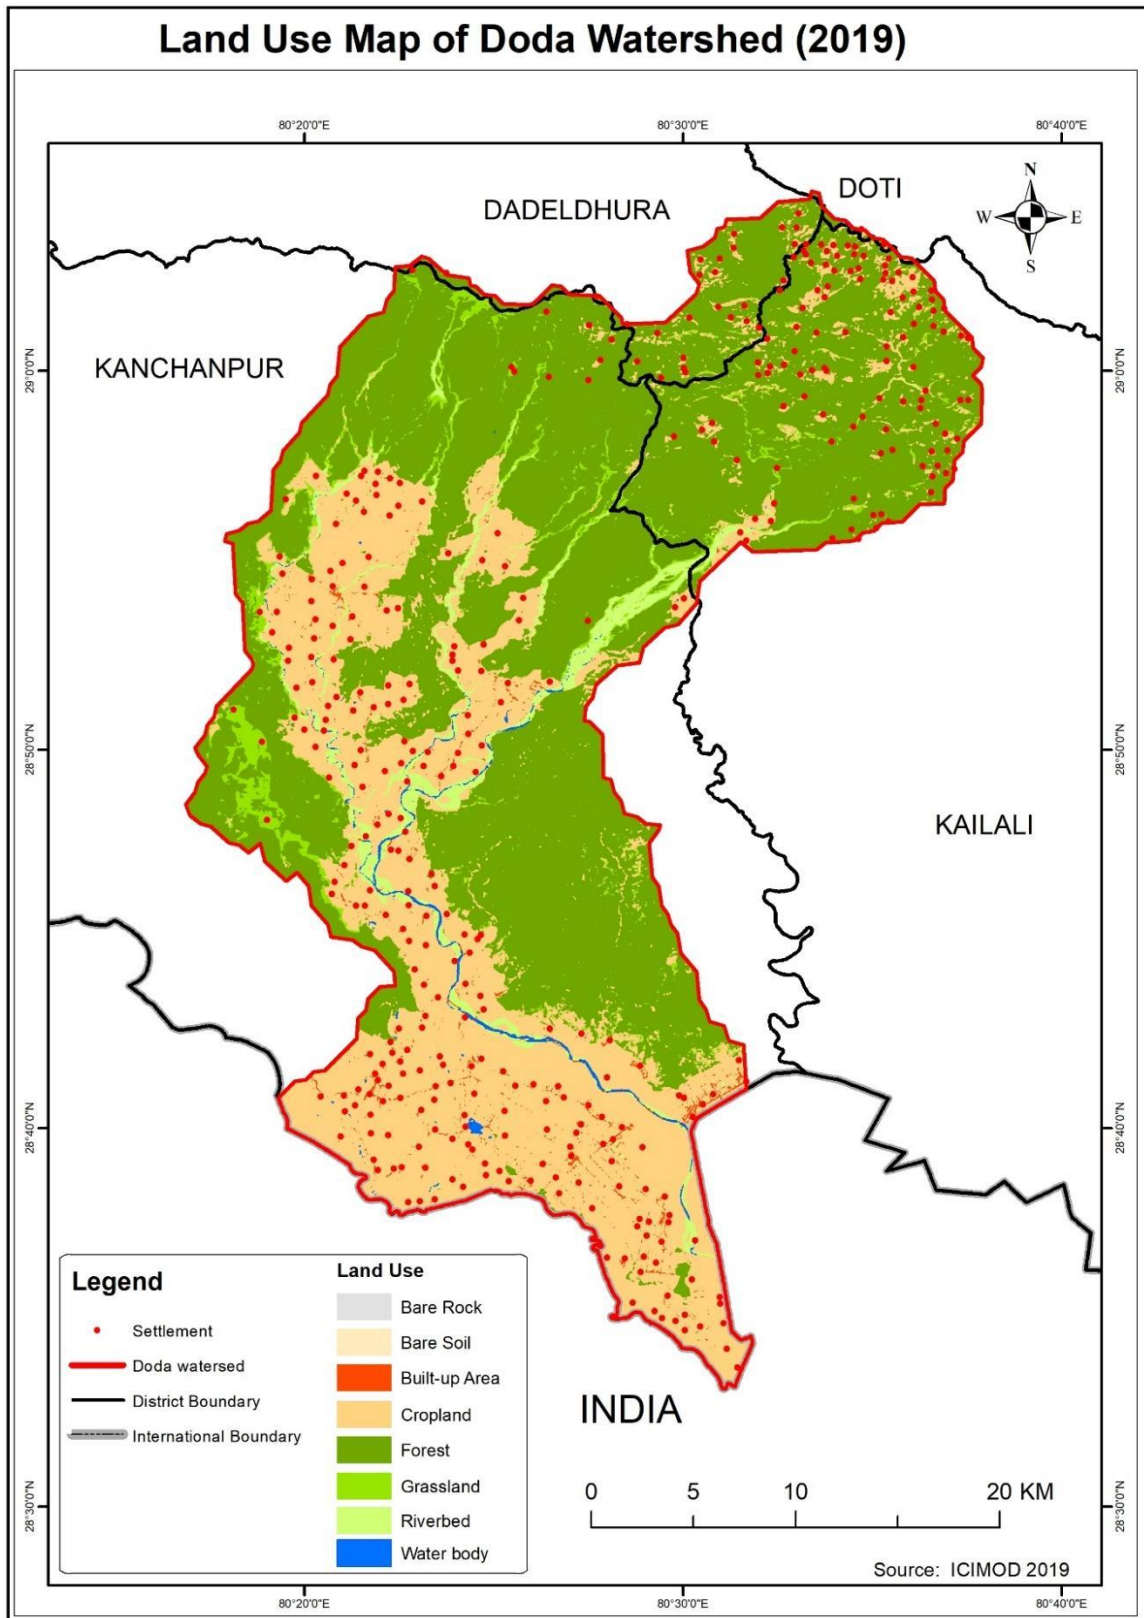 Land Use Map of Doda Watershed (2019)
80°20'0"E 80°30'0"E 80°40'0"E
DOTI
DADELDHURA
N
W E
S
KANCHANPUR
29°0'0"N 29°0'0"N
28°50'0"N 28°50'0"N
KAILALI
28°40'0"N 28°40'0"N
INDIA
Legend
Settlement
Doda watersed
District Boundary
International Boundary
Land Use
Bare Rock
Bare Soil
Built-up Area
Cropland
Forest
Grassland
Riverbed
Water body
0 5 10 20 KM
28°30'0"N 28°30'0"N
Source: ICIMOD 2019
80°20'0"E 80°30'0"E 80°40'0"E